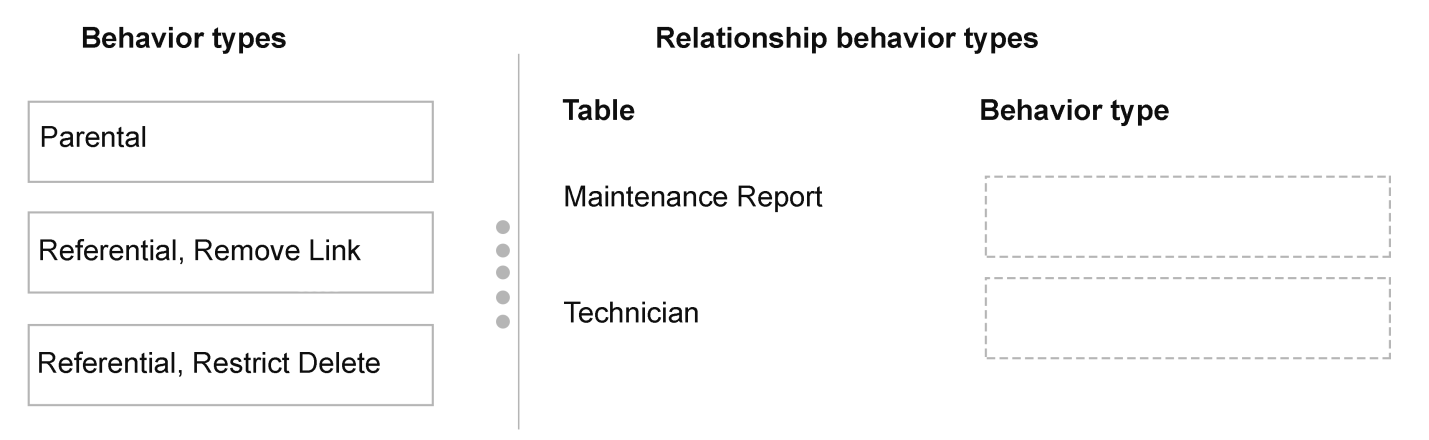 Behavior types
Parental
Referential, Remove Link
Referential, Restrict Delete
Relationship behavior types
Table Behavior type
Maintenance Report
Technician